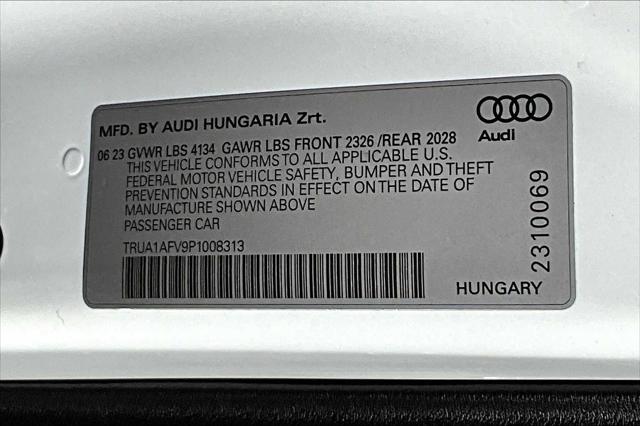 MFD. BY AUDI HUNGARIA Zrt.
Audi
06 23 GVWR LBS 4134 GAWR LBS FRONT 2326 /REAR 2028
THIS VEHICLE CONFORMS TO ALL APPLICABLE U.S.
FEDERAL MOTOR VEHICLE SAFETY, BUMPER AND THEFT
PREVENTION STANDARDS IN EFFECT ON THE DATE OF
MANUFACTURE SHOWN ABOVE
PASSENGER CAR
TRUA1AFV9P1008313
2310069
HUNGARY